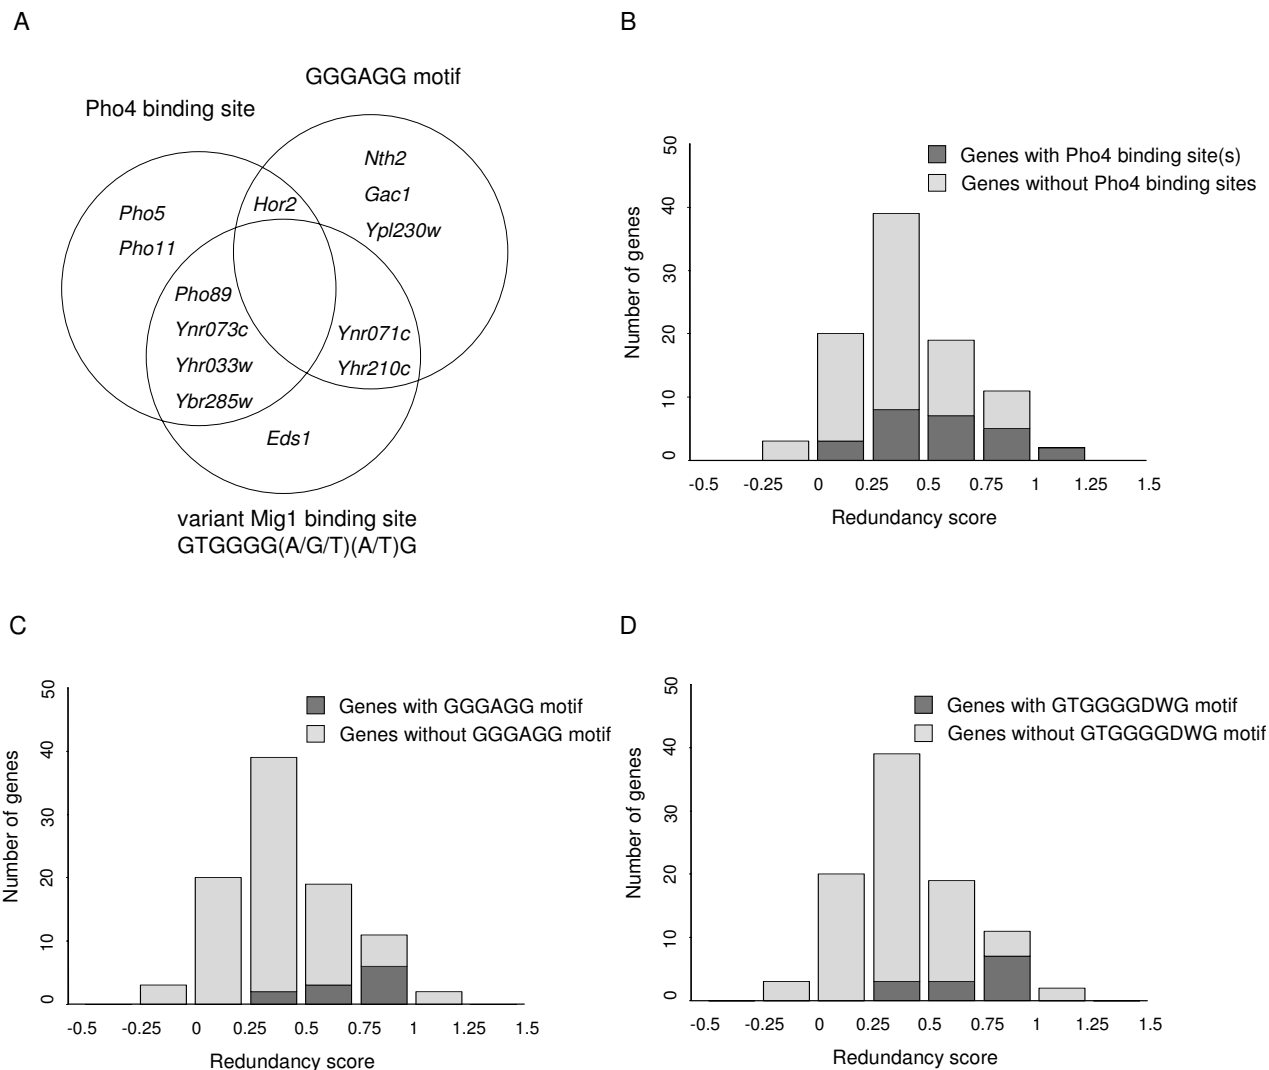 A
GGGAGG motif
Pho4 binding site
Nth2
Gac1
Ypl230w
Hor2
Pho5
Pho11
Pho89
Ynr073c
Yhr033w
Ybr285w
Ynr071c
Yhr210c
Eds1
variant Mig1 binding site
GTGGGG(A/G/T)(A/T)G
B
Genes with Pho4 binding site(s)
Genes without Pho4 binding sites
Number of genes
50
40
30
20
10
0
-0.5 -0.25 0 0.25 0.5 0.75 1 1.25 1.5
Redundancy score
C
Genes with GGGAGG motif
Genes without GGGAGG motif
Number of genes
50
40
30
20
10
0
-0.5 -0.25 0 0.25 0.5 0.75 1 1.25 1.5
Redundancy score
D
Genes with GTGGGGDWG motif
Genes without GTGGGGDWG motif
Number of genes
50
40
30
20
10
0
-0.5 -0.25 0 0.25 0.5 0.75 1 1.25 1.5
Redundancy score